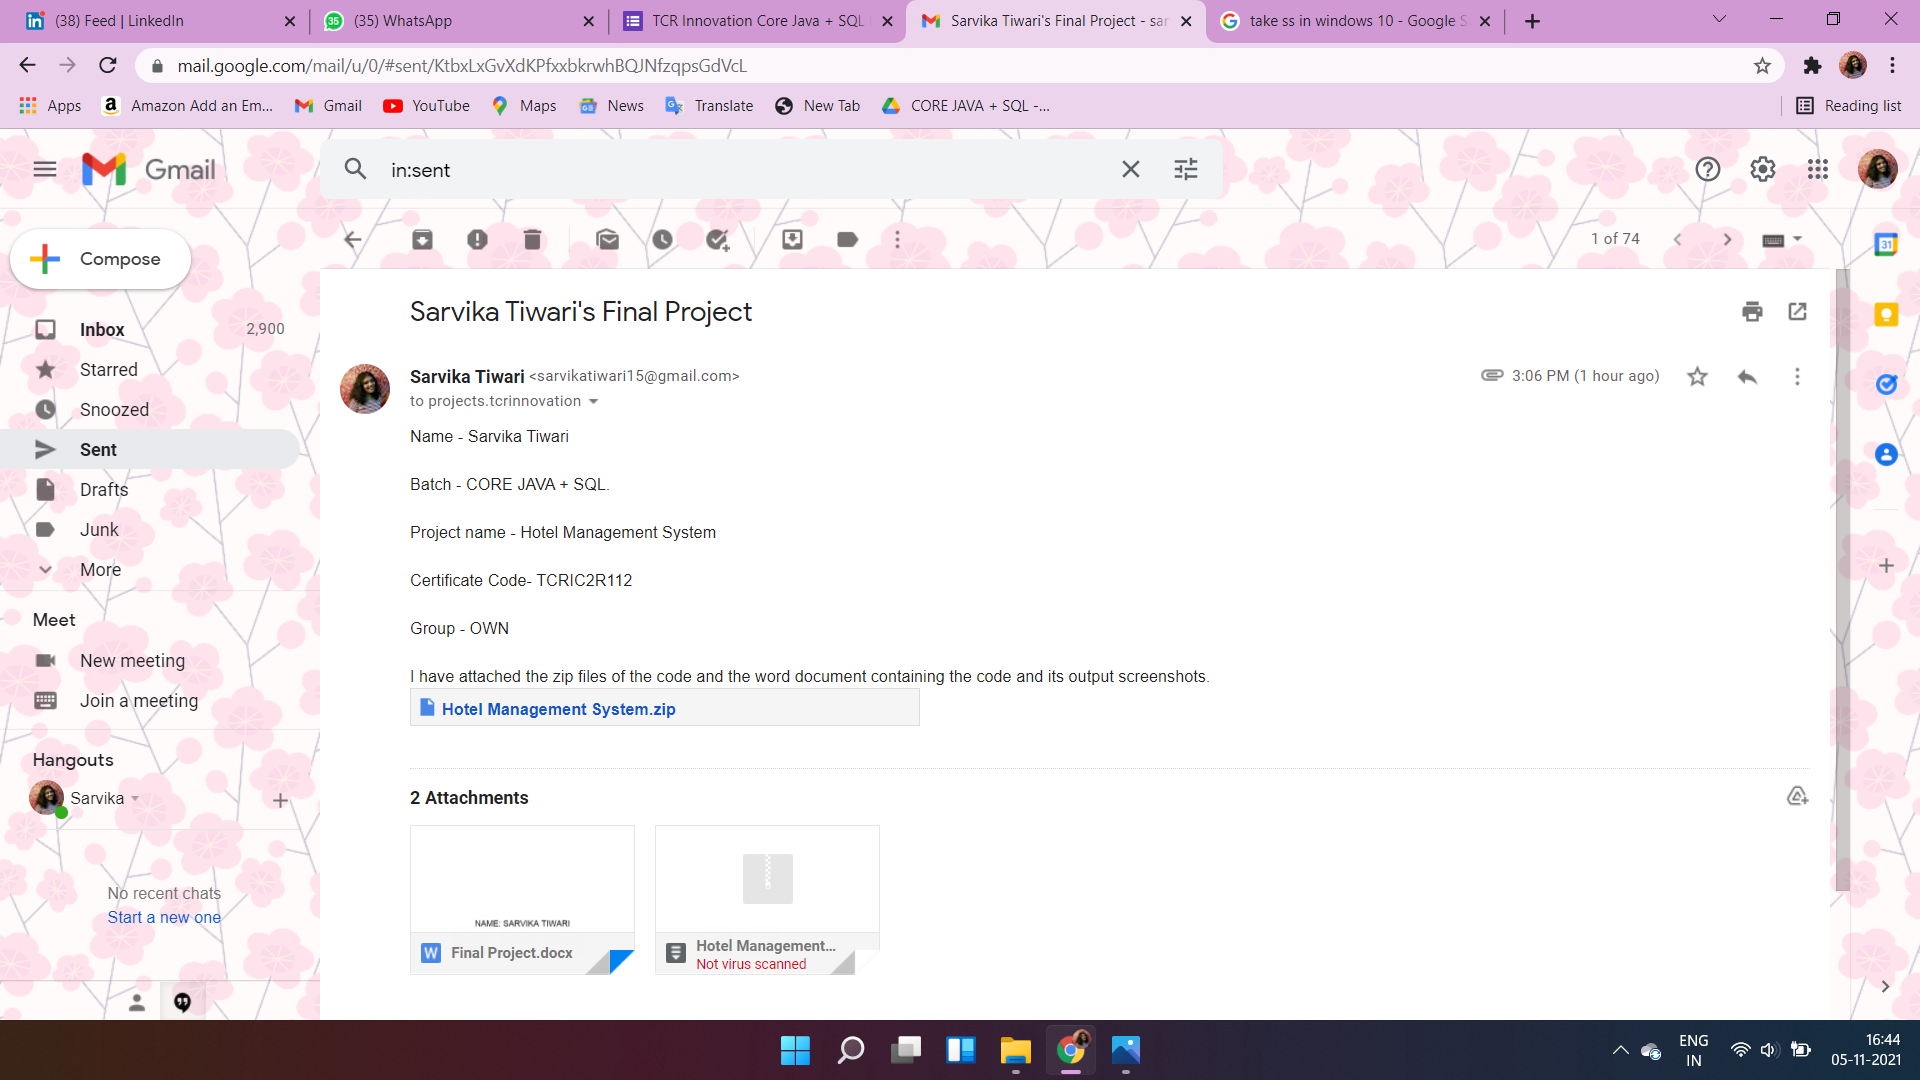 (38) Feed | LinkedIn
(35) WhatsApp
TCR Innovation Core Java + SQL
Sarvika Tiwari's Final Project - sar
take ss in windows 10 - Google S
mail.google.com/mail/u/0/#sent/KtbxLxGvXdKPfxxbkrwhBQJNfzqpsGdVcL
Apps
Amazon Add an Em...
Gmail
YouTube
Maps
News
Translate
New Tab
CORE JAVA + SQL -...
Reading list
Gmail
in:sent
Compose
1 of 74
Inbox 2,900
Starred
Snoozed
Sent
Drafts
Junk
More
Meet
New meeting
Join a meeting
Hangouts
Sarvika
No recent chats
Start a new one
Sarvika Tiwari's Final Project
Sarvika Tiwari <sarvikatiwari15@gmail.com>
3:06 PM (1 hour ago)
to projects.tcrinnovation
Name - Sarvika Tiwari
Batch - CORE JAVA + SQL.
Project name - Hotel Management System
Certificate Code- TCRIC2R112
Group - OWN
I have attached the zip files of the code and the word document containing the code and its output screenshots.
Hotel Management System.zip
2 Attachments
NAME: SARVIKA TIWARI
W Final Project.docx
Hotel Management...
Not virus scanned
31
ENG
IN
16:44
05-11-2021